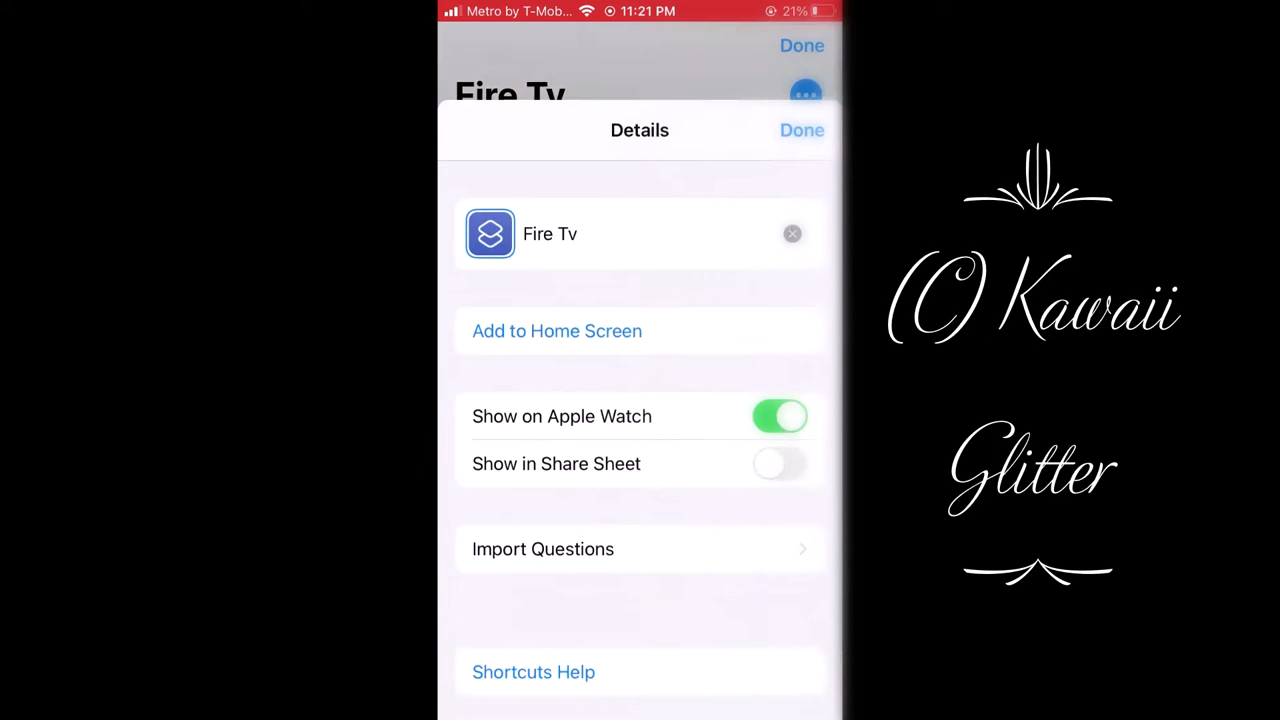 Metro by T-Mob... 11:21 PM 21%
Done
Fire Tv
Details Done
Fire Tv
Add to Home Screen
Show on Apple Watch
Show in Share Sheet
Import Questions
Shortcuts Help
(C) Kawaii
Glitter